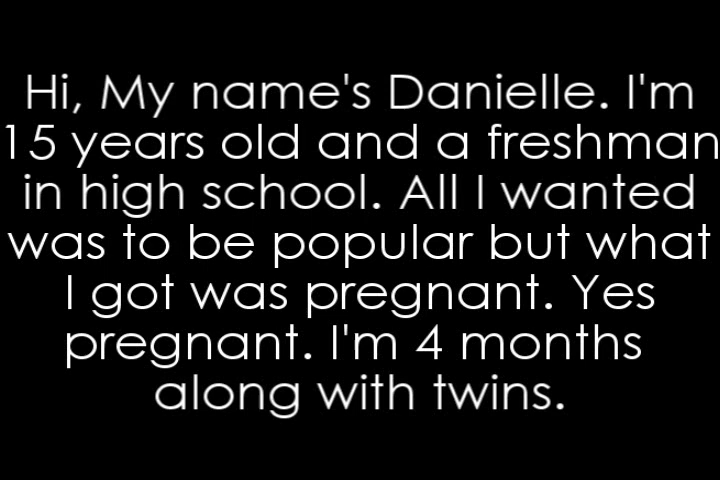 Hi, My name's Danielle. I'm
15 years old and a freshman
in high school. All I wanted
was to be popular but what
I got was pregnant. Yes
pregnant. I'm 4 months
along with twins.